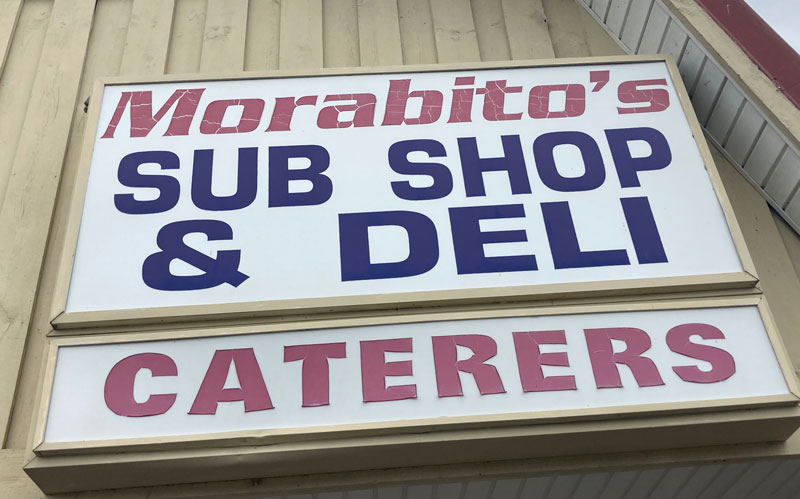 Morabito's
SUB SHOP
& DELI
CATERERS